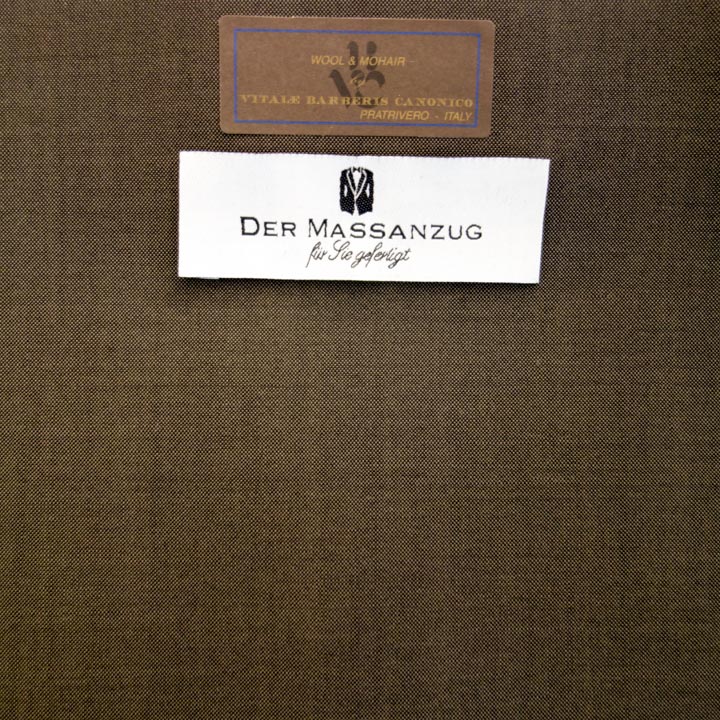 WOOL & MOHAIR
VITALE BARBERIS CANONICO
PRATRIVERO - ITALY
DER MASSANZUG
für Sie gefertigt